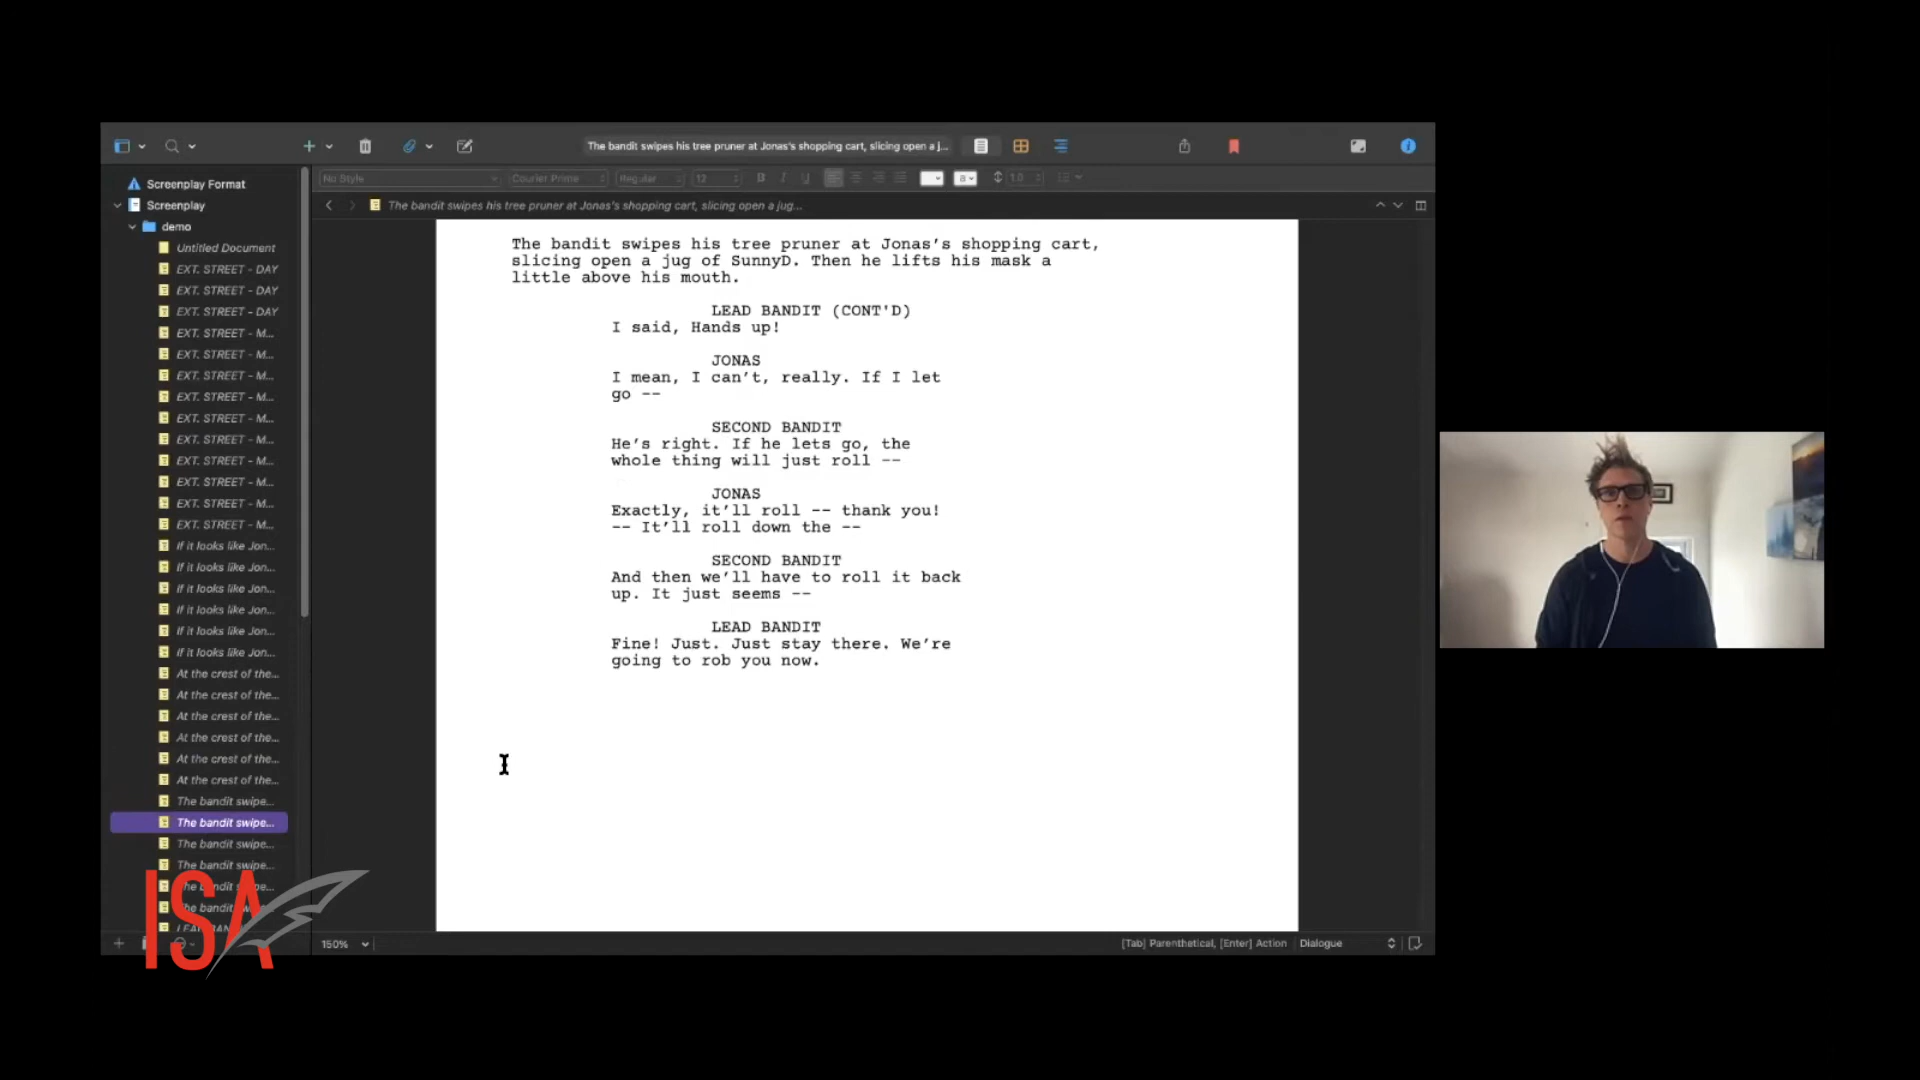 The bandit swipes his tree pruner at Jonas's shopping cart, slicing open a j...
Screenplay Format
No Style
Courier Prime
Regular
12
B
I
U
a
1.0
Screenplay
The bandit swipes his tree pruner at Jonas's shopping cart, slicing open a jug...
demo
Untitled Document
EXT. STREET - DAY
EXT. STREET - DAY
EXT. STREET - DAY
EXT. STREET - M...
EXT. STREET - M...
EXT. STREET - M...
EXT. STREET - M...
EXT. STREET - M...
EXT. STREET - M...
EXT. STREET - M...
EXT. STREET - M...
EXT. STREET - M...
EXT. STREET - M...
If it looks like Jon...
If it looks like Jon...
If it looks like Jon...
If it looks like Jon...
If it looks like Jon...
If it looks like Jon...
At the crest of the...
At the crest of the...
At the crest of the...
At the crest of the...
At the crest of the...
At the crest of the...
The bandit swipe...
The bandit swipe...
The bandit swipe...
The bandit swipe...
ISA
The bandit swipes his tree pruner at Jonas's shopping cart,
slicing open a jug of SunnyD. Then he lifts his mask a
little above his mouth.
LEAD BANDIT (CONT'D)
I said, Hands up!
JONAS
I mean, I can't, really. If I let
go --
SECOND BANDIT
He's right. If he lets go, the
whole thing will just roll --
JONAS
Exactly, it'll roll -- thank you!
-- It'll roll down the --
SECOND BANDIT
And then we'll have to roll it back
up. It just seems --
LEAD BANDIT
Fine! Just. Just stay there. We're
going to rob you now.
150%
[Tab] Parenthetical, [Enter] Action
Dialogue